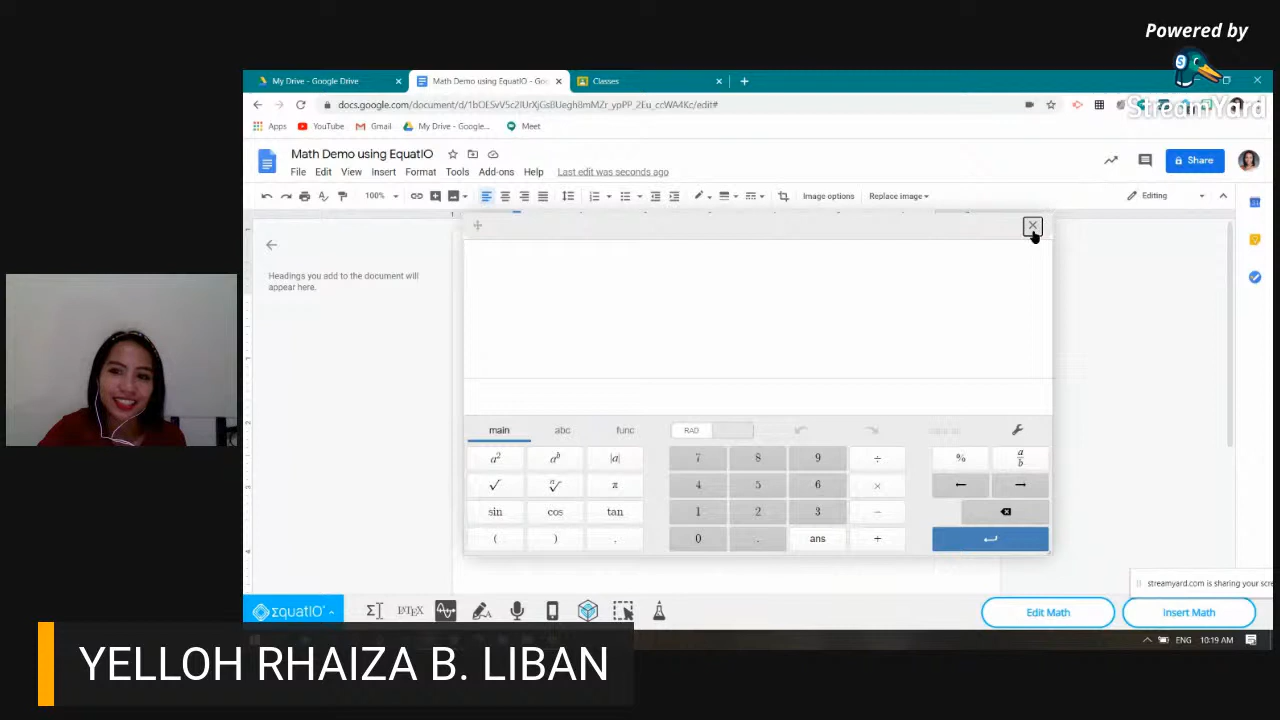 Powered by
StreamYard
My Drive - Google Drive
Math Demo using EquatIO - Goo
Classes
docs.google.com/document/d/
Apps
YouTube
Gmail
My Drive - Google...
Meet
Math Demo using EquatIO
File Edit View Insert Format Tools Add-ons Help Last edit was seconds ago
Share
100%
Image options
Replace image
Editing
Headings you add to the document will
appear here.
main abc func RAD
a² aᵇ |a| 7 8 9 ÷ % a/b
√ ⁿ√ π 4 5 6 × ← →
sin cos tan 1 2 3 −
( ) , 0 . ans +
streamyard.com is sharing your scre
EquatIO
LATEX
Edit Math
Insert Math
ENG 10:19 AM
YELLOH RHAIZA B. LIBAN